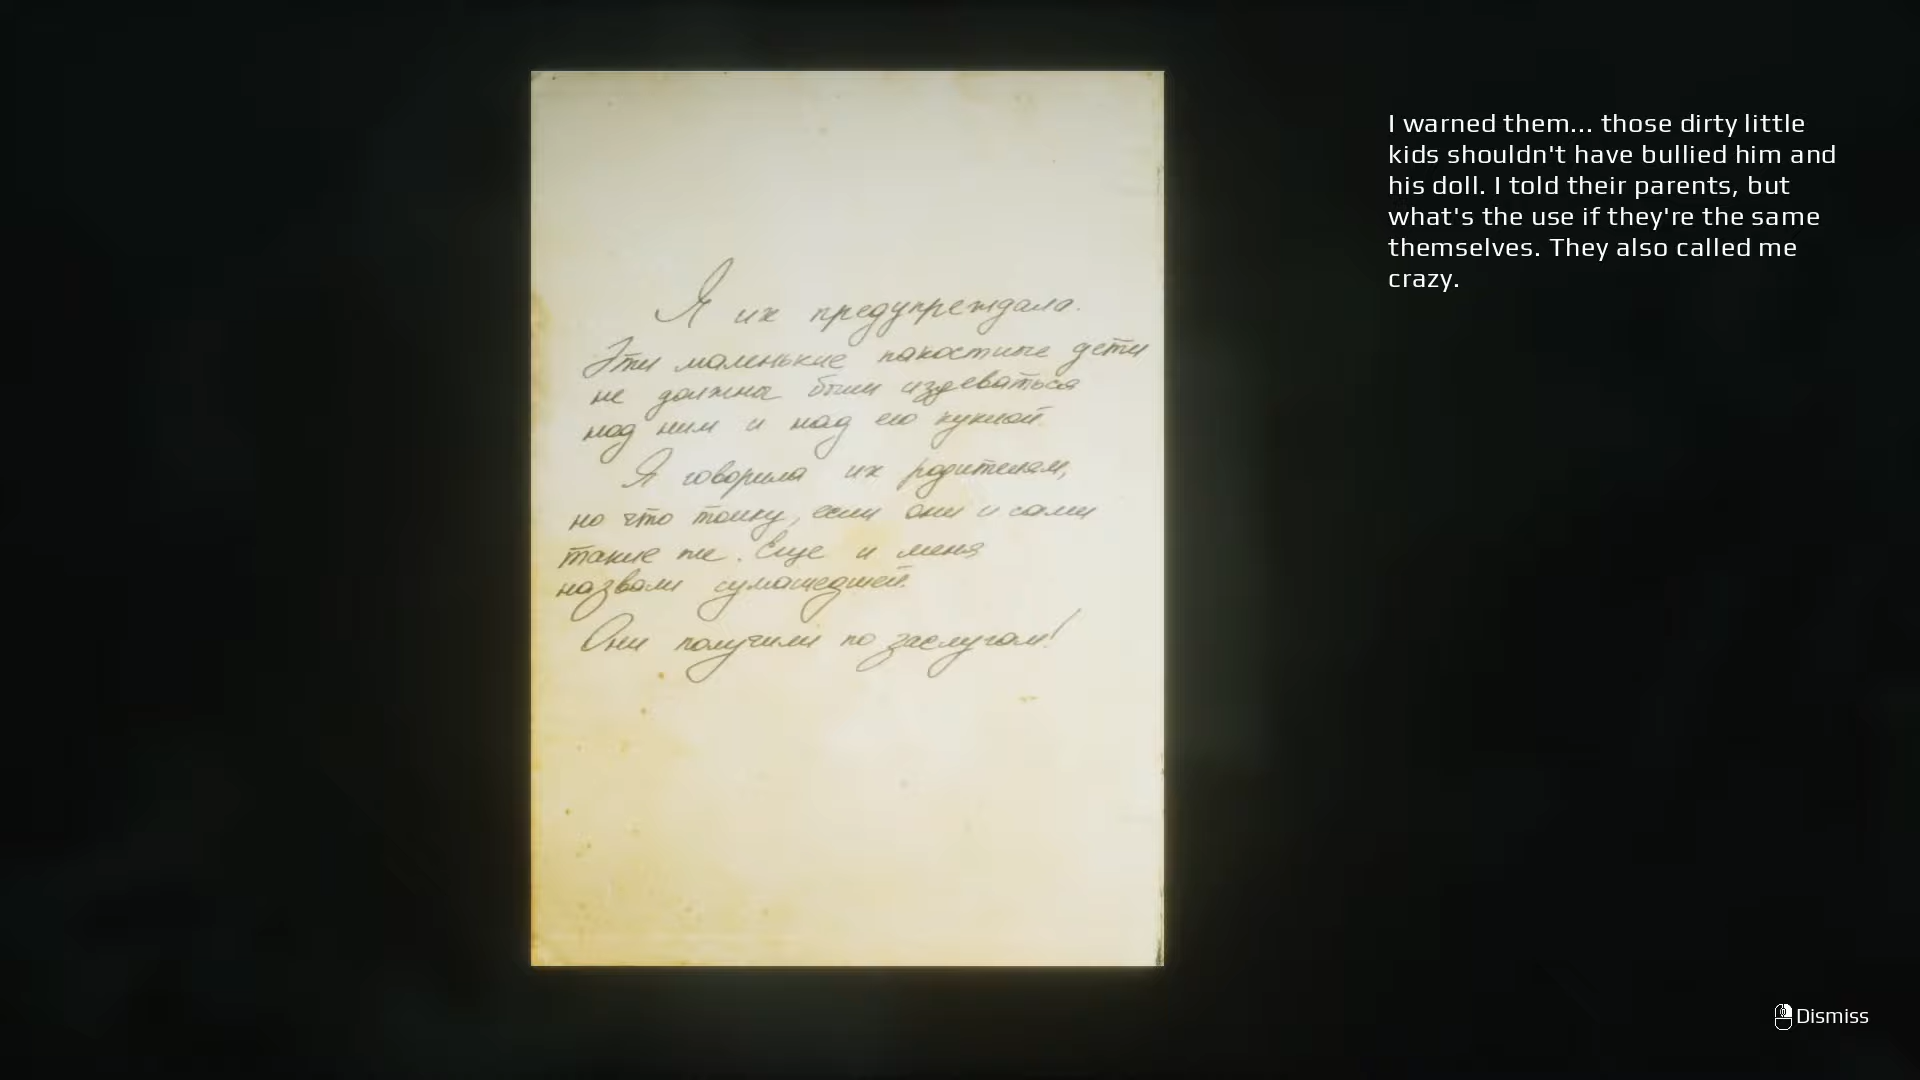 Я их предупреждала.
Эти маленькие пакостные дети
не должны были издеваться
над ним и над его куклой.
Я говорила их родителям,
но что толку, если они и сами
такие же. Еще и меня
назвали сумашедшей.
Они получили по заслугам!
I warned them... those dirty little
kids shouldn't have bullied him and
his doll. I told their parents, but
what's the use if they're the same
themselves. They also called me
crazy.
Dismiss